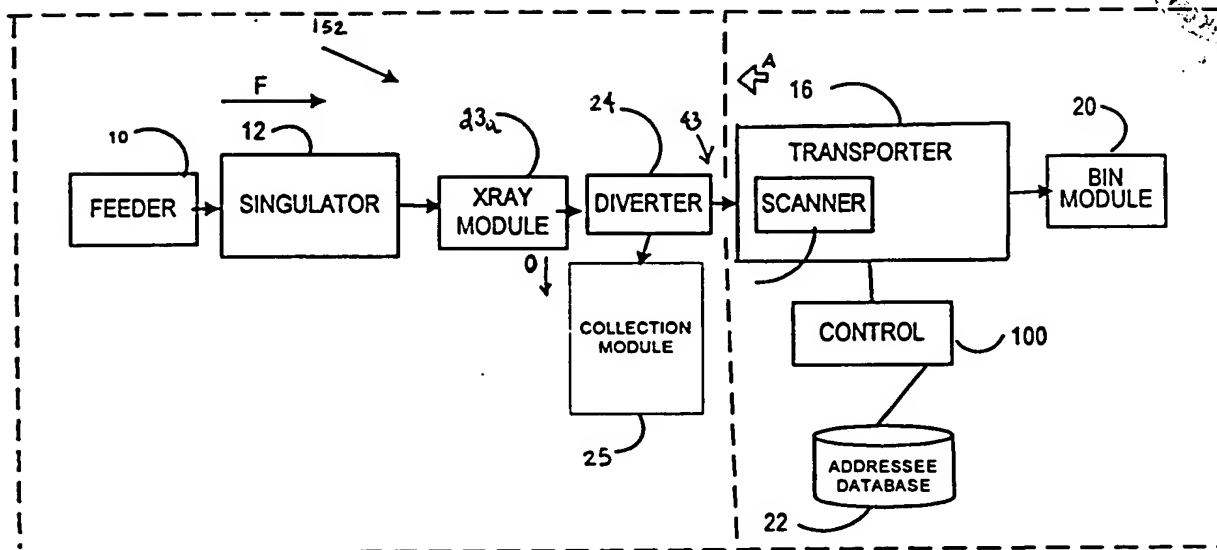 152
A
F
16
24
20
10
12
23a
43
TRANSPORTER
BIN
MODULE
FEEDER
SINGULATOR
XRAY
MODULE
DIVERTER
SCANNER
O
COLLECTION
MODULE
CONTROL
100
25
ADDRESSEE
DATABASE
22